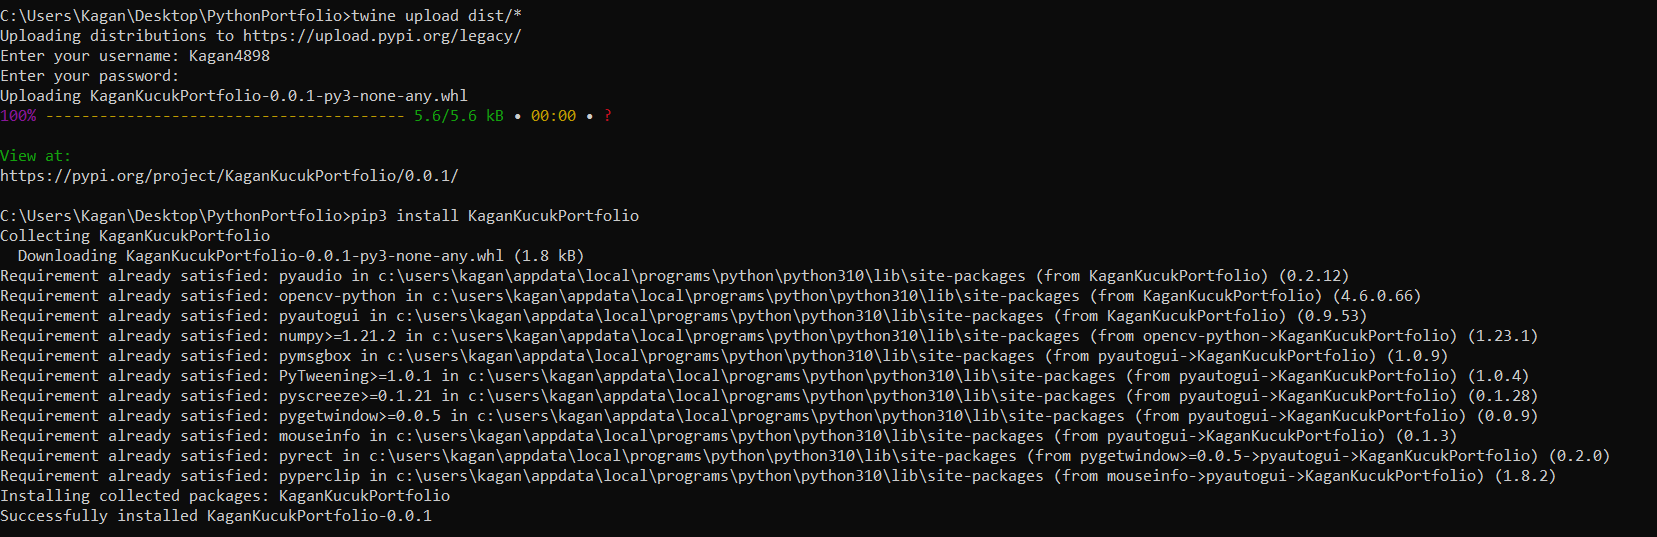 C:\Users\Kagan\Desktop\PythonPortfolio>twine upload dist/*
Uploading distributions to https://upload.pypi.org/legacy/
Enter your username: Kagan4898
Enter your password:
Uploading KaganKucukPortfolio-0.0.1-py3-none-any.whl
100% ---------------------------------------- 5.6/5.6 kB • 00:00 • ?
View at:
https://pypi.org/project/KaganKucukPortfolio/0.0.1/
C:\Users\Kagan\Desktop\PythonPortfolio>pip3 install KaganKucukPortfolio
Collecting KaganKucukPortfolio
  Downloading KaganKucukPortfolio-0.0.1-py3-none-any.whl (1.8 kB)
Requirement already satisfied: pyaudio in c:\users\kagan\appdata\local\programs\python\python310\lib\site-packages (from KaganKucukPortfolio) (0.2.12)
Requirement already satisfied: opencv-python in c:\users\kagan\appdata\local\programs\python\python310\lib\site-packages (from KaganKucukPortfolio) (4.6.0.66)
Requirement already satisfied: pyautogui in c:\users\kagan\appdata\local\programs\python\python310\lib\site-packages (from KaganKucukPortfolio) (0.9.53)
Requirement already satisfied: numpy>=1.21.2 in c:\users\kagan\appdata\local\programs\python\python310\lib\site-packages (from opencv-python->KaganKucukPortfolio) (1.23.1)
Requirement already satisfied: pymsgbox in c:\users\kagan\appdata\local\programs\python\python310\lib\site-packages (from pyautogui->KaganKucukPortfolio) (1.0.9)
Requirement already satisfied: PyTweening>=1.0.1 in c:\users\kagan\appdata\local\programs\python\python310\lib\site-packages (from pyautogui->KaganKucukPortfolio) (1.0.4)
Requirement already satisfied: pyscreeze>=0.1.21 in c:\users\kagan\appdata\local\programs\python\python310\lib\site-packages (from pyautogui->KaganKucukPortfolio) (0.1.28)
Requirement already satisfied: pygetwindow>=0.0.5 in c:\users\kagan\appdata\local\programs\python\python310\lib\site-packages (from pyautogui->KaganKucukPortfolio) (0.0.9)
Requirement already satisfied: mouseinfo in c:\users\kagan\appdata\local\programs\python\python310\lib\site-packages (from pyautogui->KaganKucukPortfolio) (0.1.3)
Requirement already satisfied: pyrect in c:\users\kagan\appdata\local\programs\python\python310\lib\site-packages (from pygetwindow>=0.0.5->pyautogui->KaganKucukPortfolio) (0.2.0)
Requirement already satisfied: pyperclip in c:\users\kagan\appdata\local\programs\python\python310\lib\site-packages (from mouseinfo->pyautogui->KaganKucukPortfolio) (1.8.2)
Installing collected packages: KaganKucukPortfolio
Successfully installed KaganKucukPortfolio-0.0.1